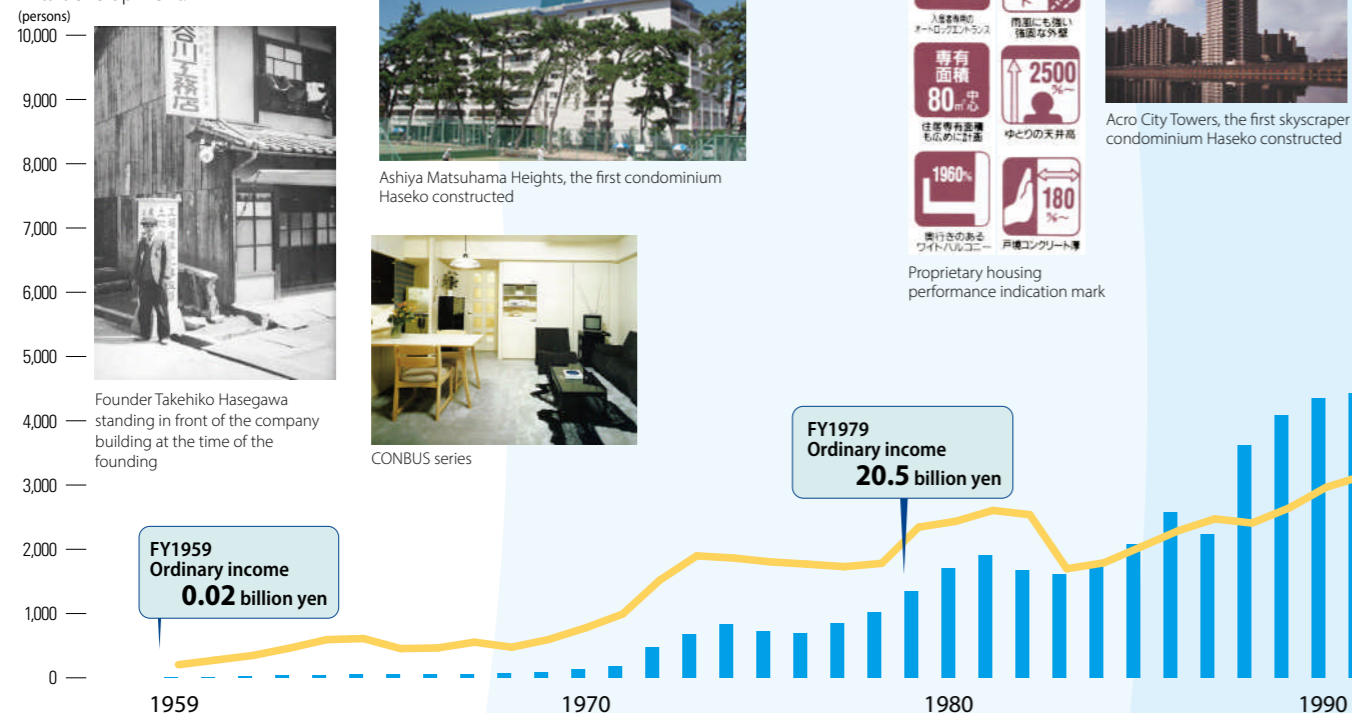 (persons)
10,000
9,000
8,000
7,000
6,000
5,000
4,000
3,000
2,000
1,000
0
谷川工務店
Founder Takehiko Hasegawa
standing in front of the company
building at the time of the
founding
Ashiya Matsuhama Heights, the first condominium
Haseko constructed
CONBUS series
入居者専用の
オートロックエントランス
雨風にも強い
強固な外壁
専有
面積
80㎡中心
住居専有面積
も広めに計画
2500
%~
ゆとりの天井高
1960%
奥行きのある
ワイドバルコニー
180
%~
戸境コンクリート厚
Proprietary housing
performance indication mark
Acro City Towers, the first skyscraper
condominium Haseko constructed
FY1959
Ordinary income
0.02 billion yen
FY1979
Ordinary income
20.5 billion yen
1959
1970
1980
1990